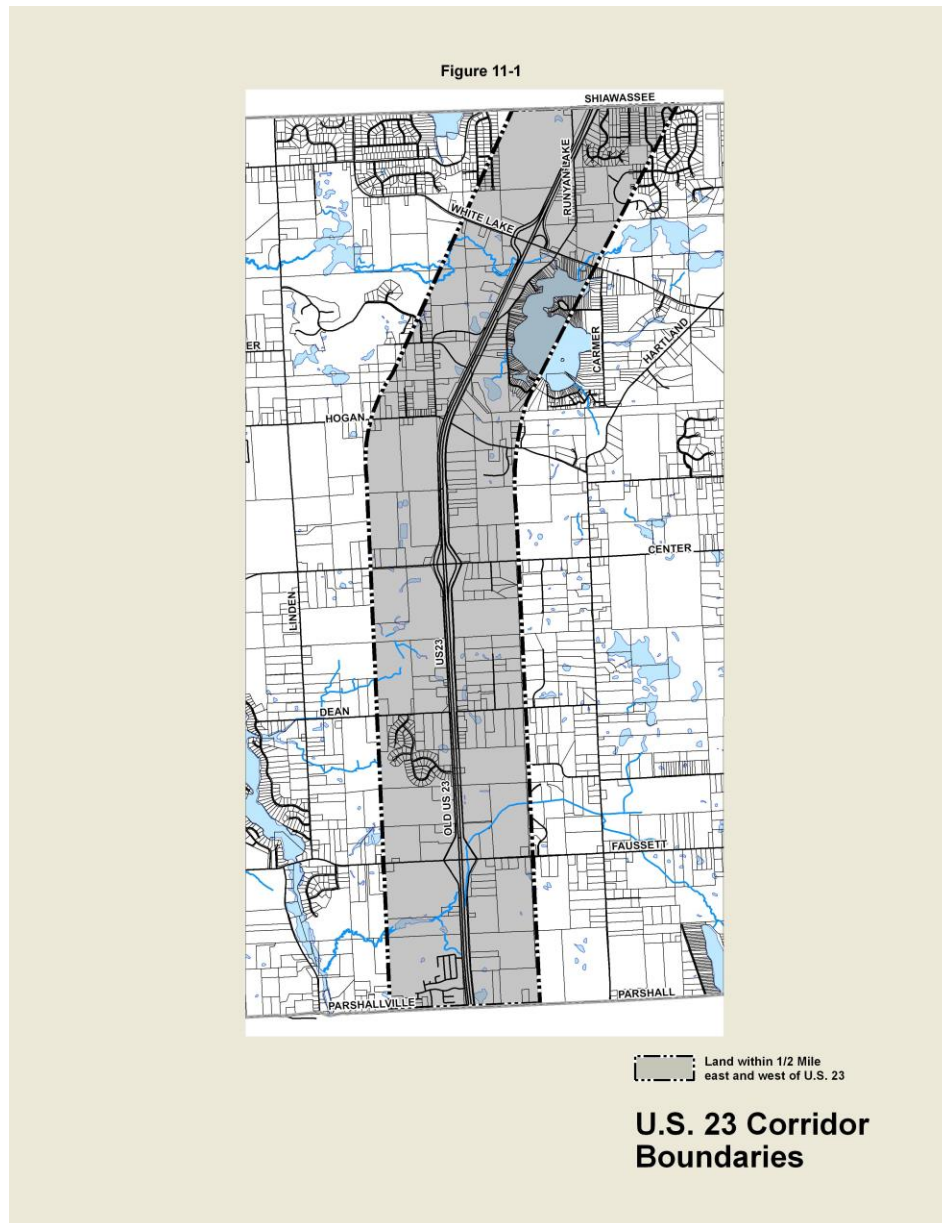 Figure 11-1
SHIAWASSEE
RUNYAN LAKE
WHITE LAKE
CARMER
HARTLAND
ER
HOGAN
CENTER
LINDEN
US23
DEAN
OLD US 23
FAUSSETT
PARSHALLVILLE
PARSHALL
Land within 1/2 Mile
east and west of U.S. 23
U.S. 23 Corridor
Boundaries